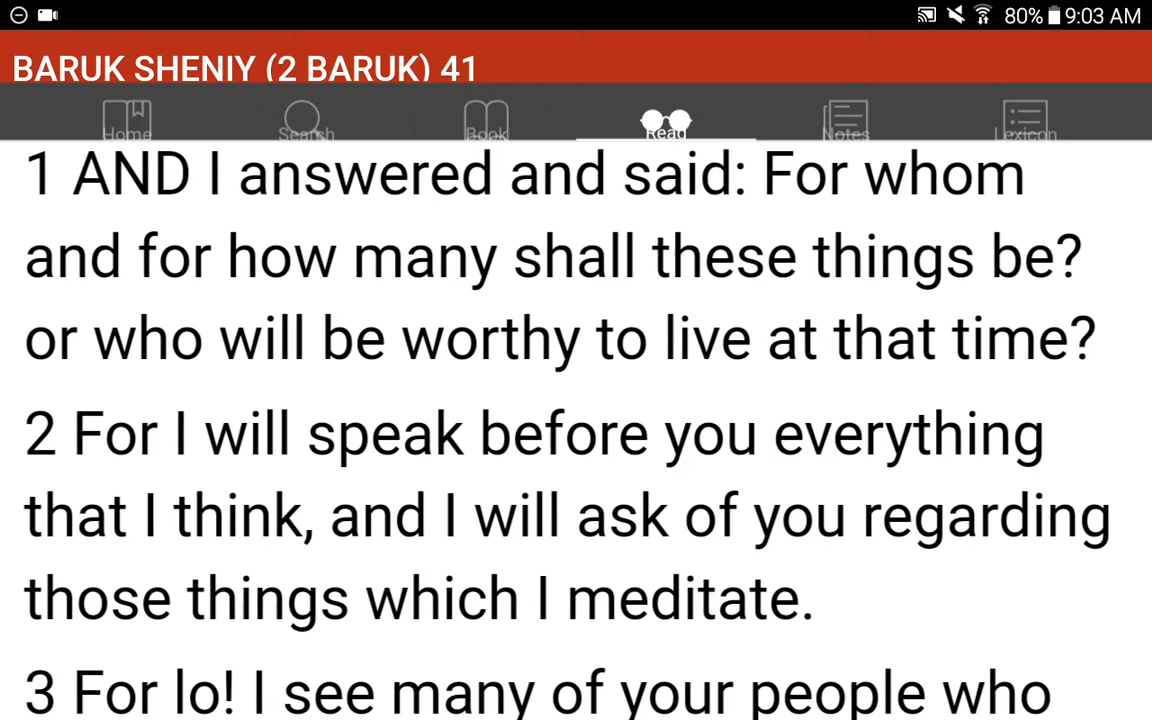 80% 9:03 AM
BARUK SHENIY (2 BARUK) 41
Home Search Book Read Notes Lexicon
1 AND I answered and said: For whom
and for how many shall these things be?
or who will be worthy to live at that time?
2 For I will speak before you everything
that I think, and I will ask of you regarding
those things which I meditate.
3 For lo! I see many of your people who